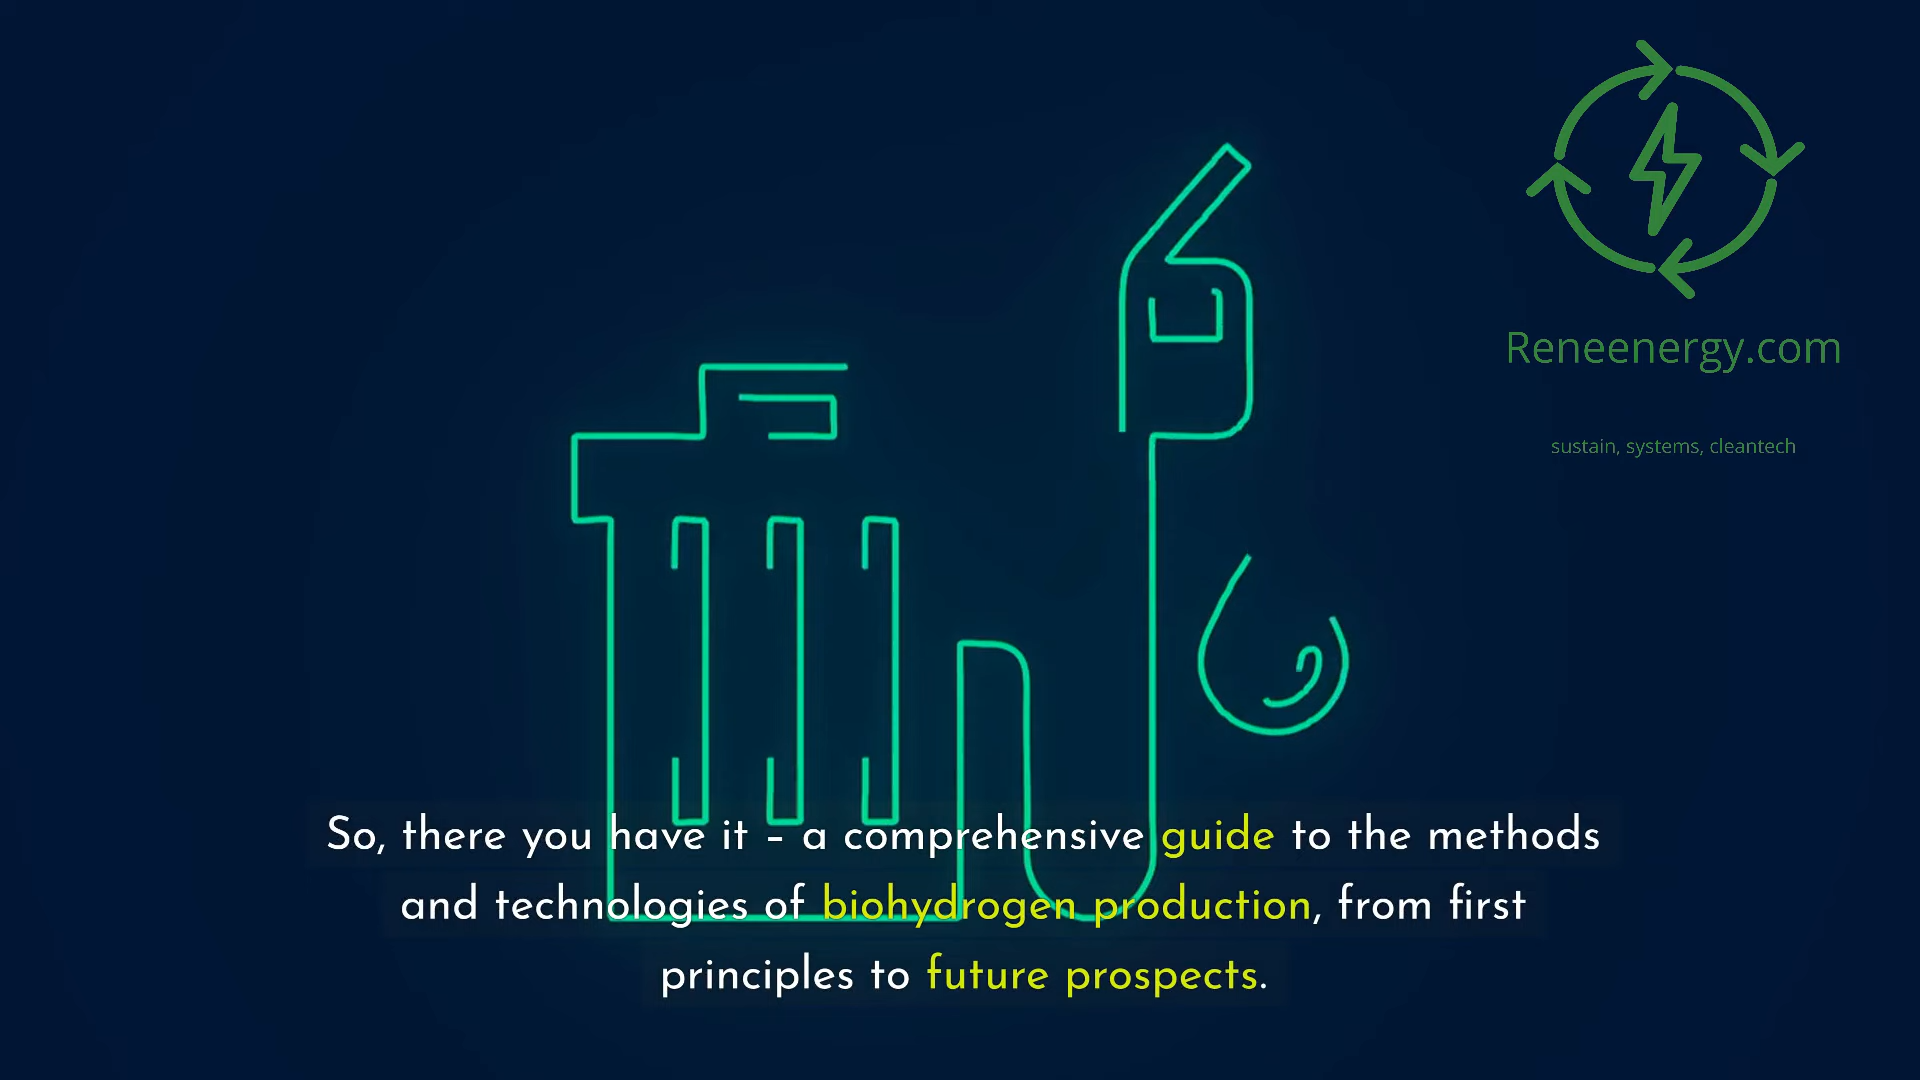 Reneenergy.com
sustain, systems, cleantech
So, there you have it – a comprehensive guide to the methods
and technologies of biohydrogen production, from first
principles to future prospects.